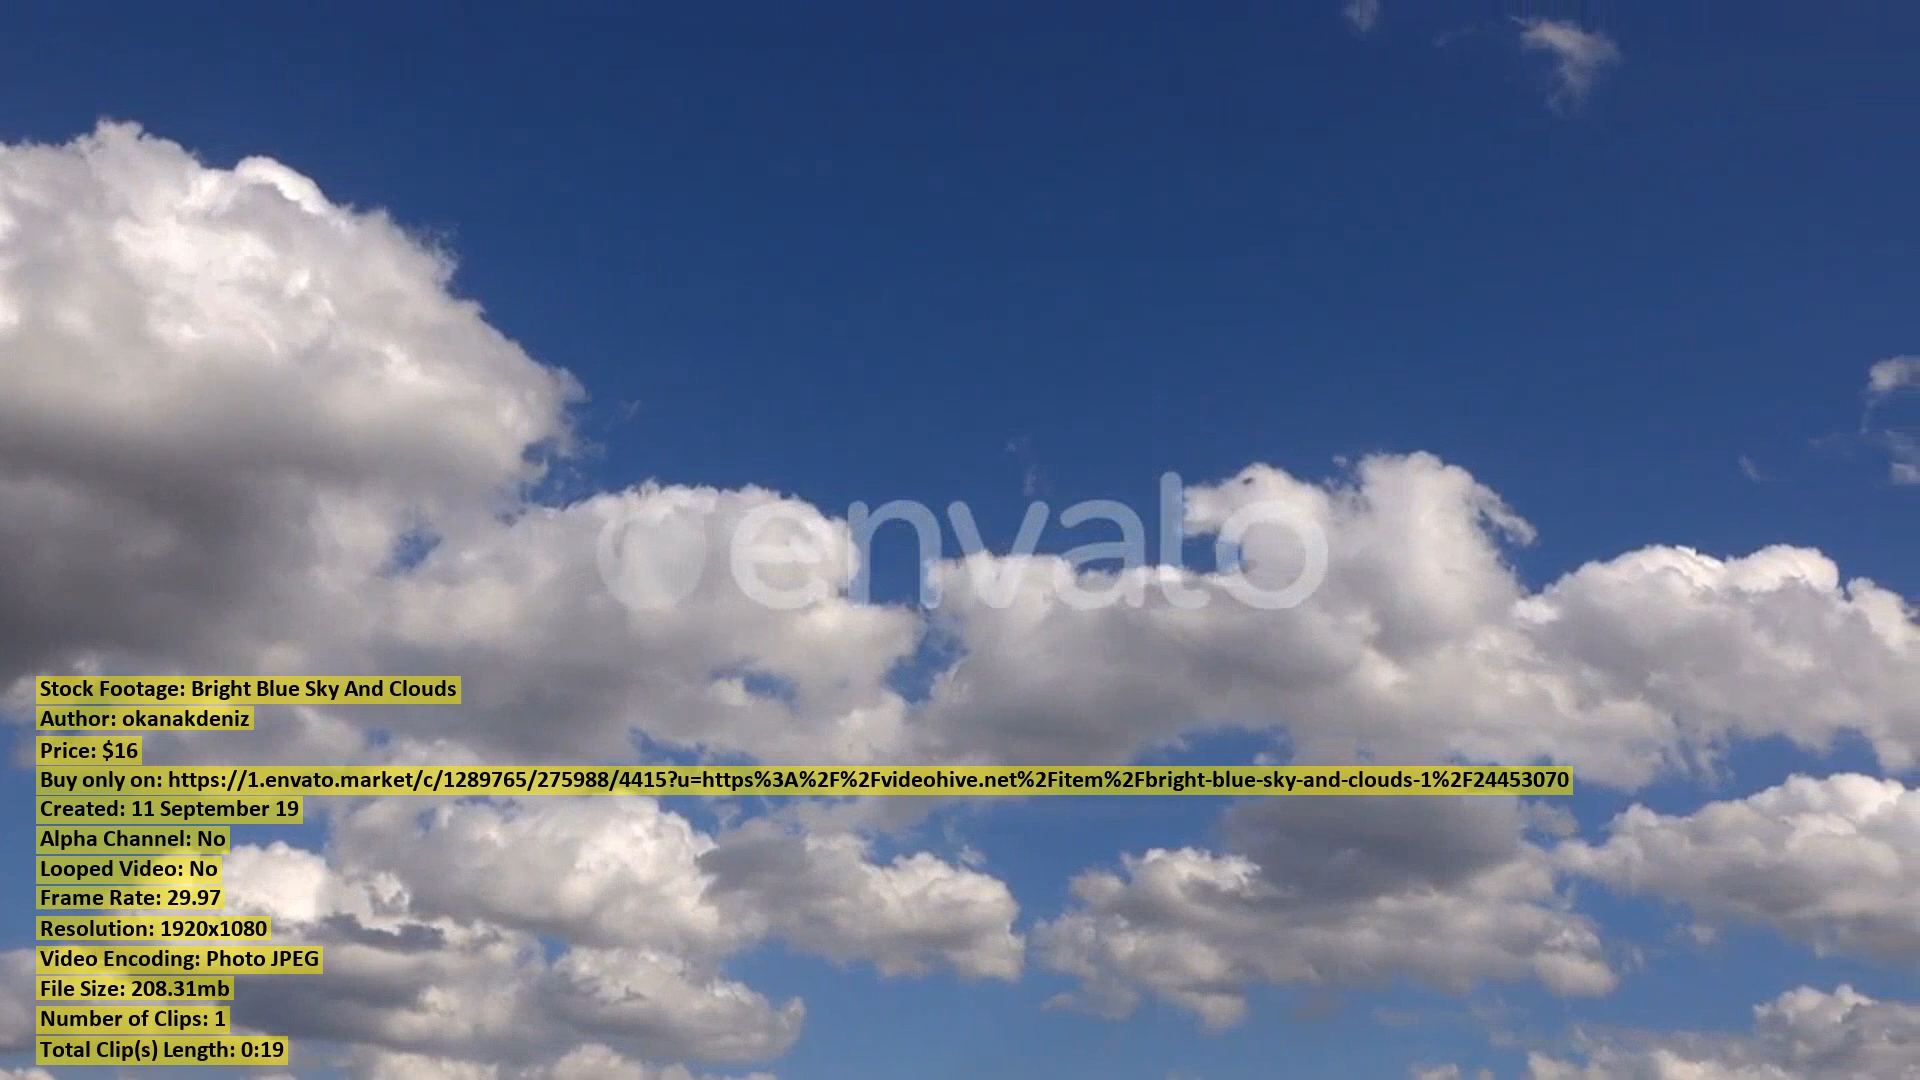 envato
Stock Footage: Bright Blue Sky And Clouds
Author: okanakdeniz
Price: $16
Buy only on: https://1.envato.market/c/1289765/275988/4415?u=https%3A%2F%2Fvideohive.net%2Fitem%2Fbright-blue-sky-and-clouds-1%2F24453070
Created: 11 September 19
Alpha Channel: No
Looped Video: No
Frame Rate: 29.97
Resolution: 1920x1080
Video Encoding: Photo JPEG
File Size: 208.31mb
Number of Clips: 1
Total Clip(s) Length: 0:19